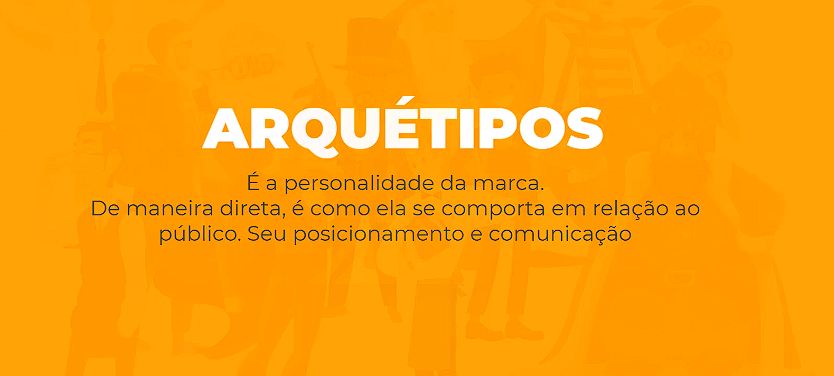 ARQUÉTIPOS
É a personalidade da marca.
De maneira direta, é como ela se comporta em relação ao
público. Seu posicionamento e comunicação